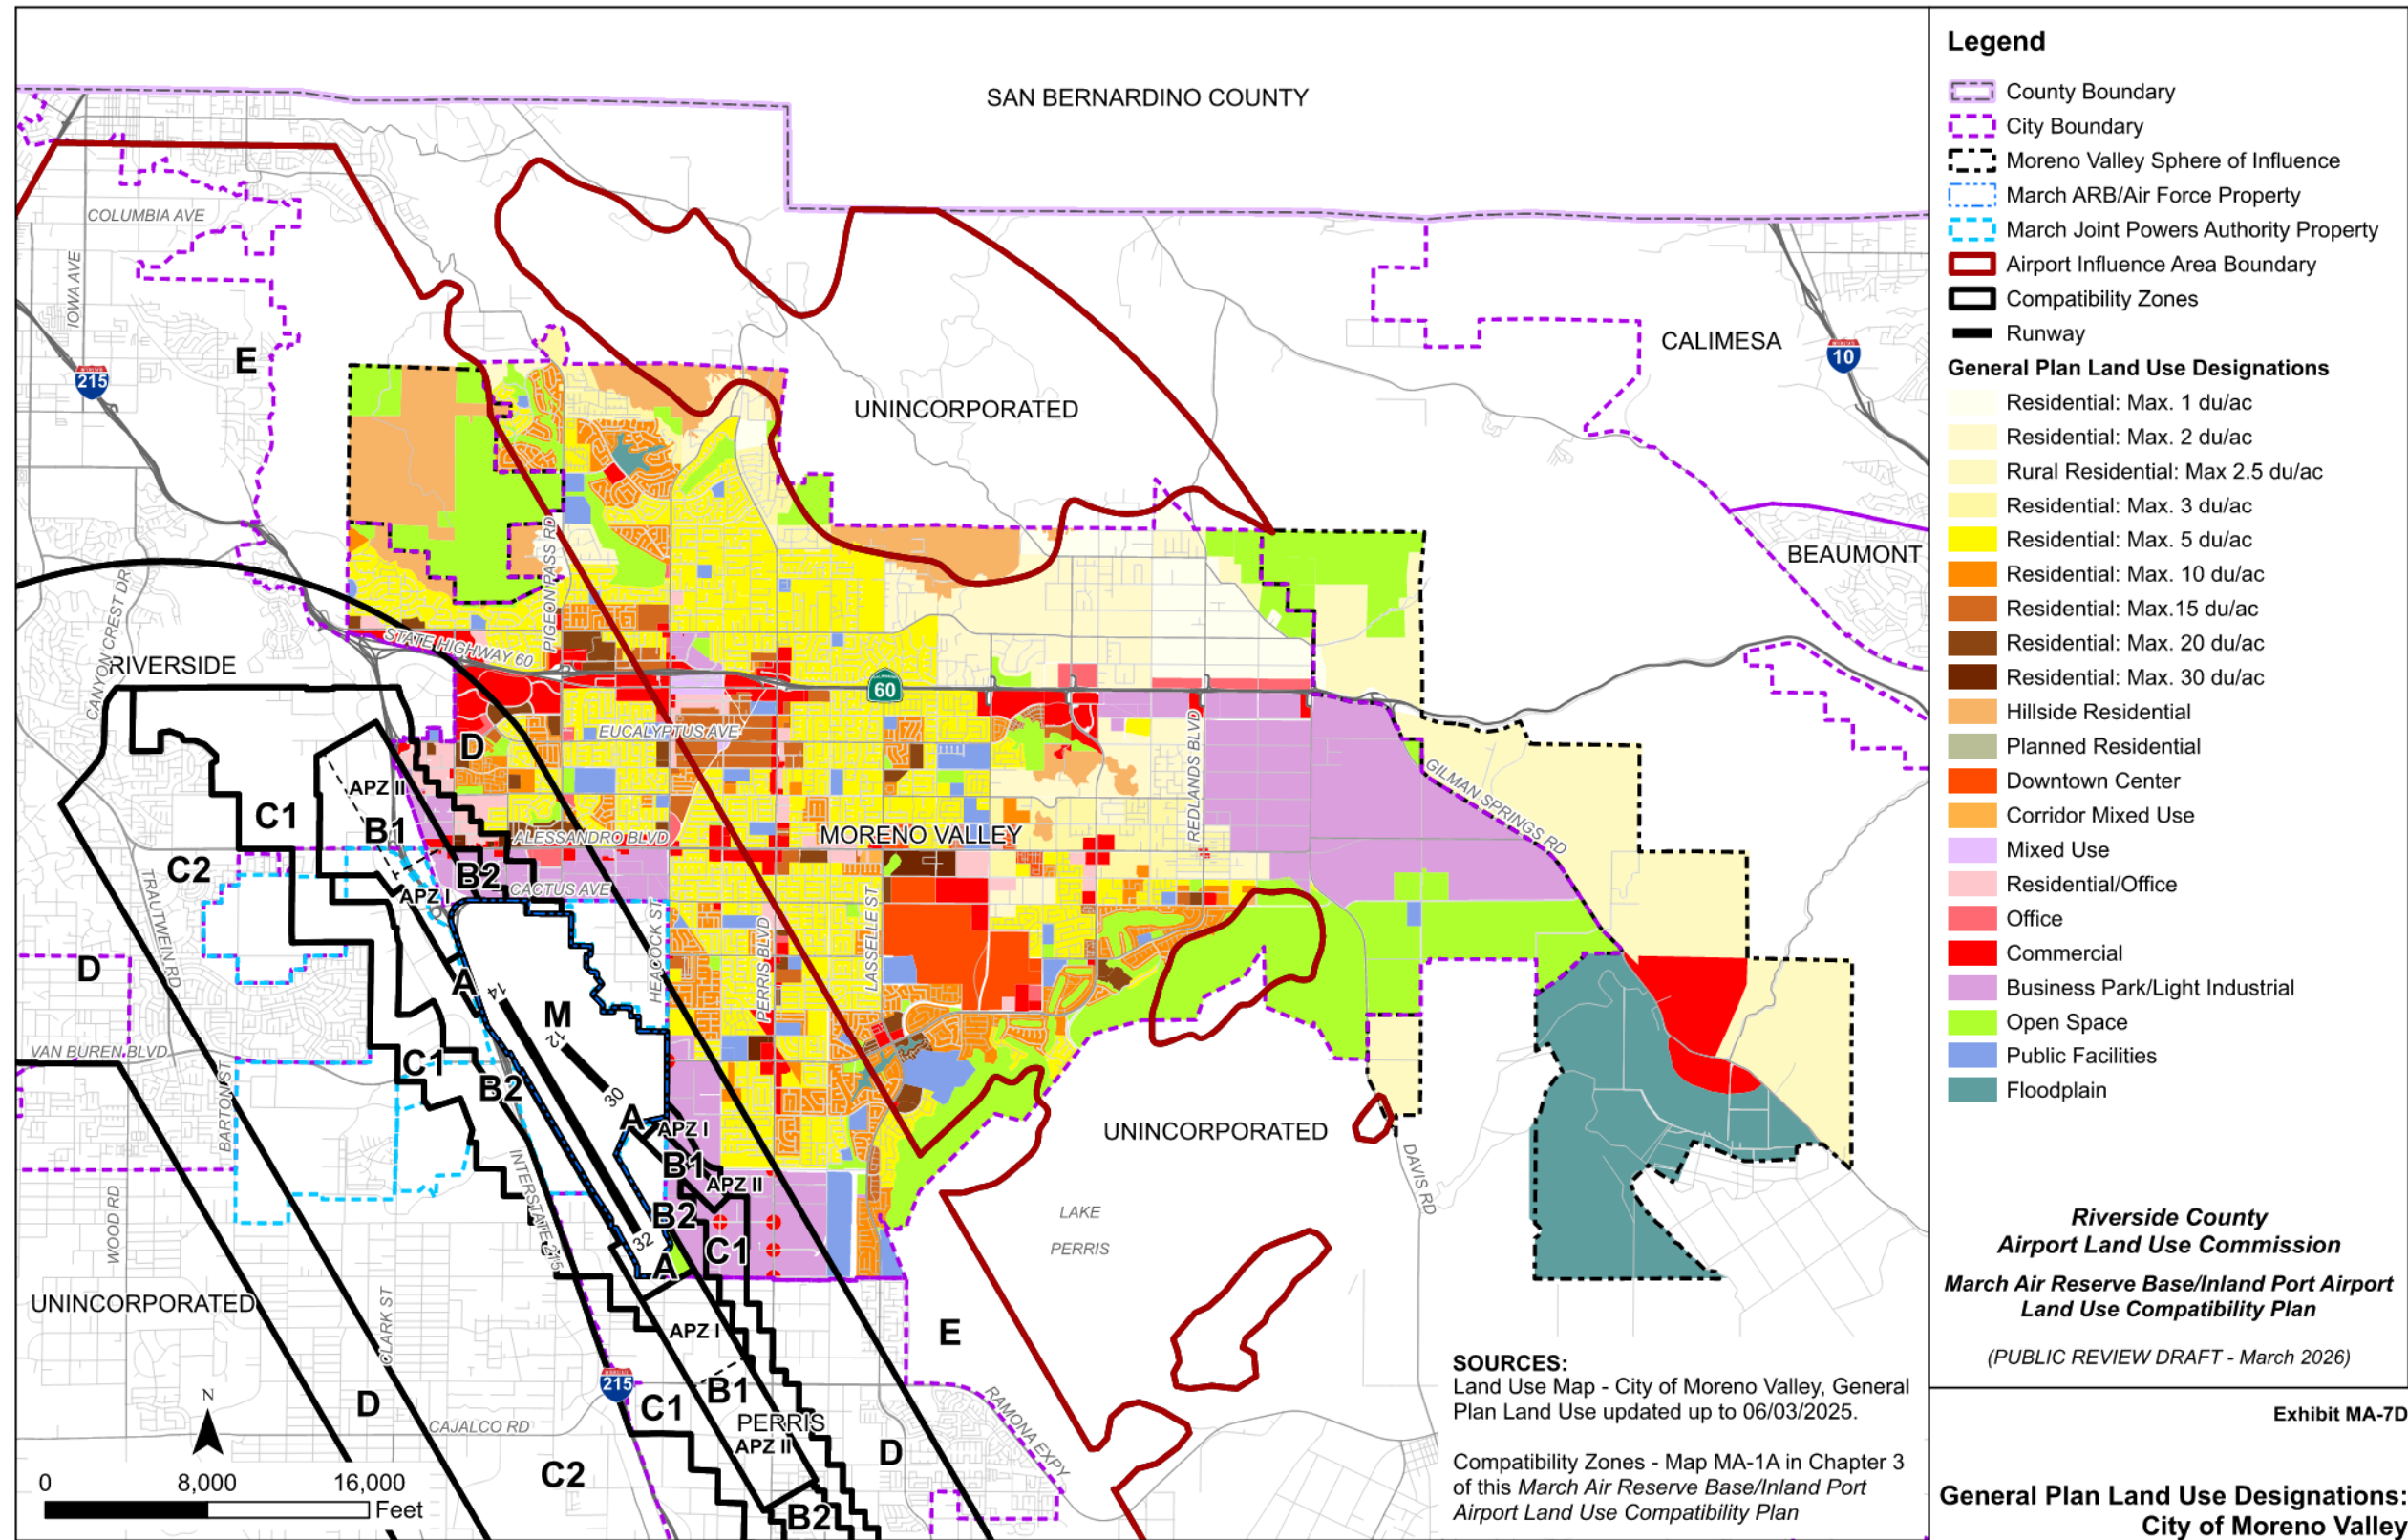 SAN BERNARDINO COUNTY
COLUMBIA AVE
IOWA AVE
E
215
CALIMESA
10
UNINCORPORATED
PIGEON PASS RD
BEAUMONT
CANYON CREST DR
STATE HIGHWAY 60
RIVERSIDE
60
EUCALYPTUS AVE
D
REDLANDS BLVD
GILMAN SPRINGS RD
APZ II
C1
B1
ALESSANDRO BLVD
MORENO VALLEY
C2
B2
CACTUS AVE
APZ I
TRAUTWEIN RD
HEACOCK ST
PERRIS BLVD
LASSELLE ST
D
A
14
M
12
VAN BUREN BLVD
C1
B2
30
BARTON ST
A
APZ I
UNINCORPORATED
B1
APZ II
DAVIS RD
WOOD RD
INTERSTATE 215
B2
LAKE
PERRIS
32
C1
A
UNINCORPORATED
CLARK ST
APZ I
E
215
B1
C1
D
PERRIS
RAMONA EXPY
CAJALCO RD
APZ II
D
C2
B2
N
0 8,000 16,000
Feet
SOURCES:
Land Use Map - City of Moreno Valley, General
Plan Land Use updated up to 06/03/2025.
Compatibility Zones - Map MA-1A in Chapter 3
of this March Air Reserve Base/Inland Port
Airport Land Use Compatibility Plan
Legend
County Boundary
City Boundary
Moreno Valley Sphere of Influence
March ARB/Air Force Property
March Joint Powers Authority Property
Airport Influence Area Boundary
Compatibility Zones
Runway
General Plan Land Use Designations
Residential: Max. 1 du/ac
Residential: Max. 2 du/ac
Rural Residential: Max 2.5 du/ac
Residential: Max. 3 du/ac
Residential: Max. 5 du/ac
Residential: Max. 10 du/ac
Residential: Max.15 du/ac
Residential: Max. 20 du/ac
Residential: Max. 30 du/ac
Hillside Residential
Planned Residential
Downtown Center
Corridor Mixed Use
Mixed Use
Residential/Office
Office
Commercial
Business Park/Light Industrial
Open Space
Public Facilities
Floodplain
Riverside County
Airport Land Use Commission
March Air Reserve Base/Inland Port Airport
Land Use Compatibility Plan
(PUBLIC REVIEW DRAFT - March 2026)
Exhibit MA-7D
General Plan Land Use Designations:
City of Moreno Valley